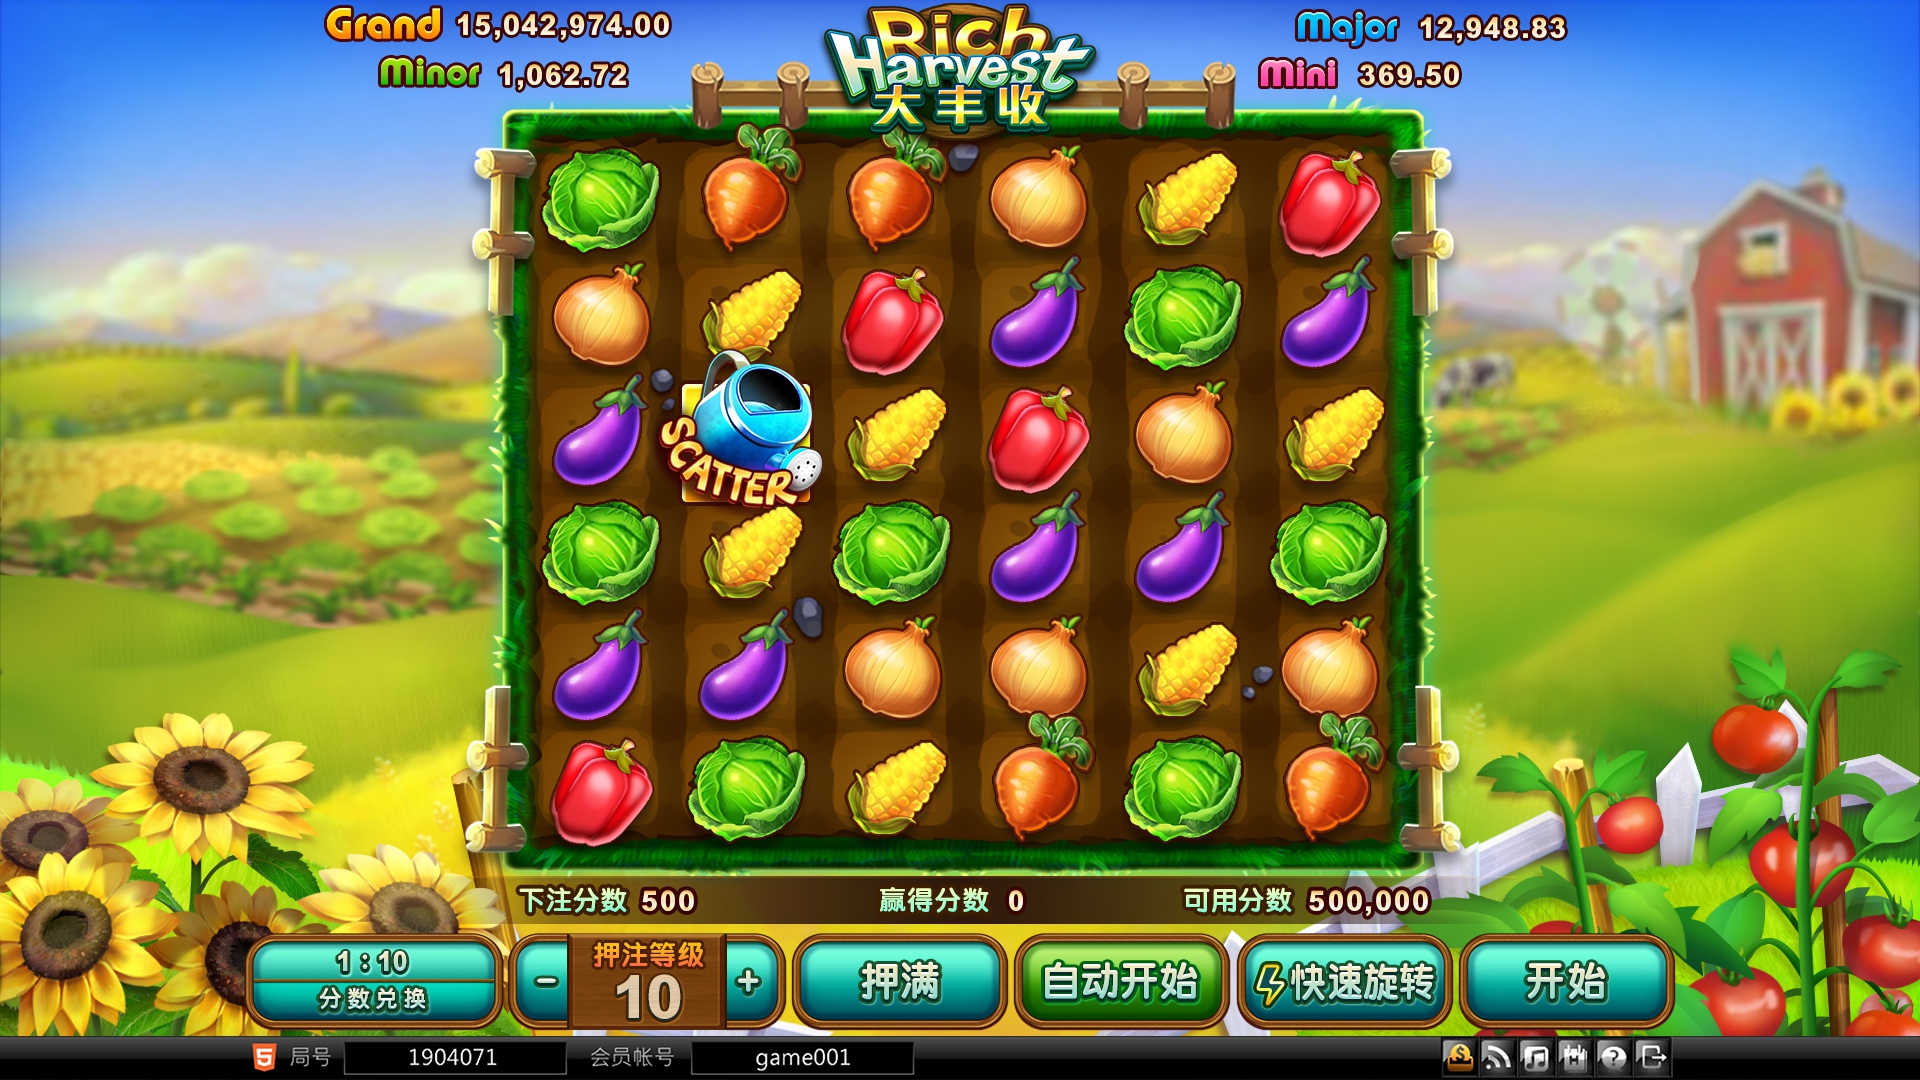 Grand 15,042,974.00
Rich
Harvest
大丰收
Major 12,948.83
Minor 1,062.72
Mini 369.50
SCATTER
下注分数 500
赢得分数 0
可用分数 500,000
1:10
分数兑换
−
押注等级
10
+
押满
自动开始
快速旋转
开始
5 局号 1904071 会员帐号 game001
$
H
?